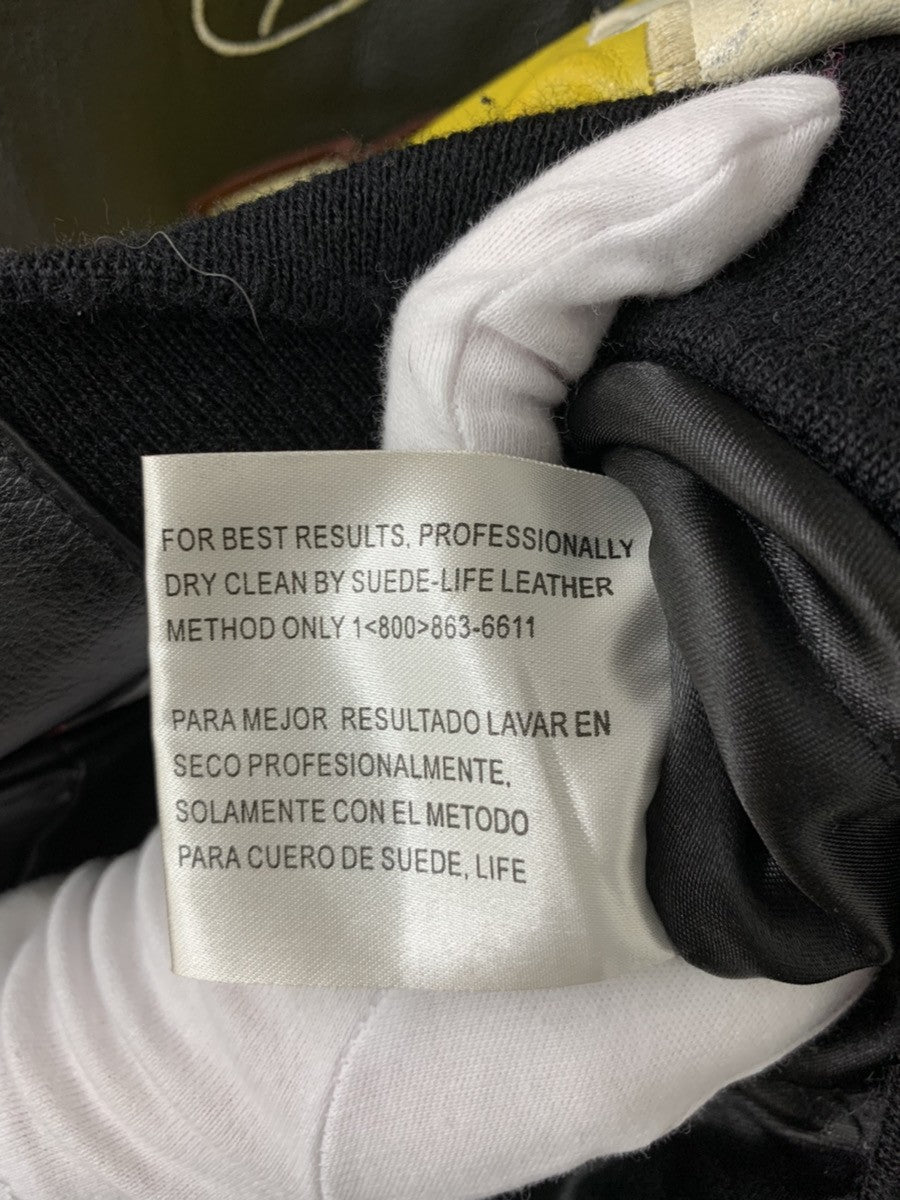 FOR BEST RESULTS, PROFESSIONALLY
DRY CLEAN BY SUEDE-LIFE LEATHER
METHOD ONLY 1<800>863-6611
PARA MEJOR RESULTADO LAVAR EN
SECO PROFESIONALMENTE,
SOLAMENTE CON EL METODO
PARA CUERO DE SUEDE, LIFE